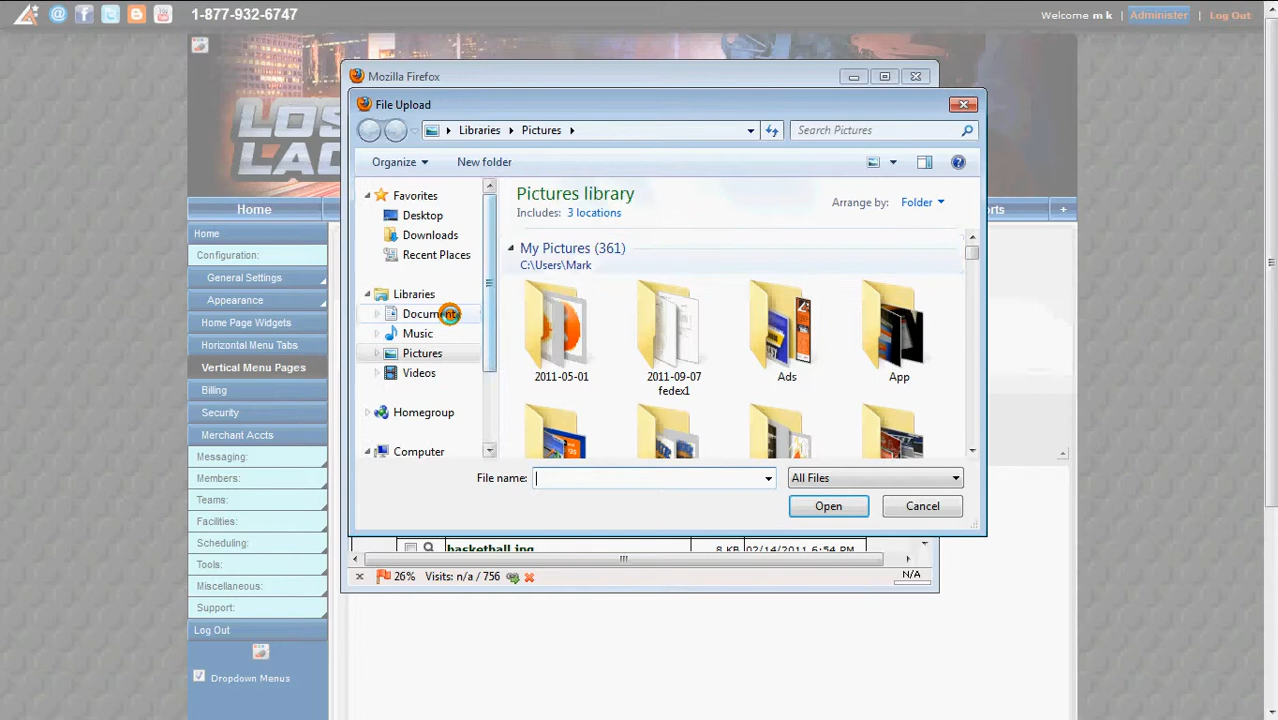 1-877-932-6747
Welcome m k | Administer | Log Out
LOS
LAC
Mozilla Firefox
File Upload
Libraries
Pictures
Search Pictures
Organize
New folder
Favorites
Desktop
Downloads
Recent Places
Libraries
Music
Pictures
Videos
Homegroup
Computer
Pictures library
Includes: 3 locations
Arrange by: Folder
My Pictures (361)
C:\Users\Mark
2011-05-01
2011-09-07
fedex1
Ads
App
File name:
All Files
Open
Cancel
basketball.jpg 8 KB 02/14/2011 6:54 PM
26% Visits: n/a / 756
N/A
Home
+
Home
Configuration:
General Settings
Appearance
Home Page Widgets
Horizontal Menu Tabs
Vertical Menu Pages
Billing
Security
Merchant Accts
Messaging:
Members:
Teams:
Facilities:
Scheduling:
Tools:
Miscellaneous:
Support:
Log Out
Dropdown Menus